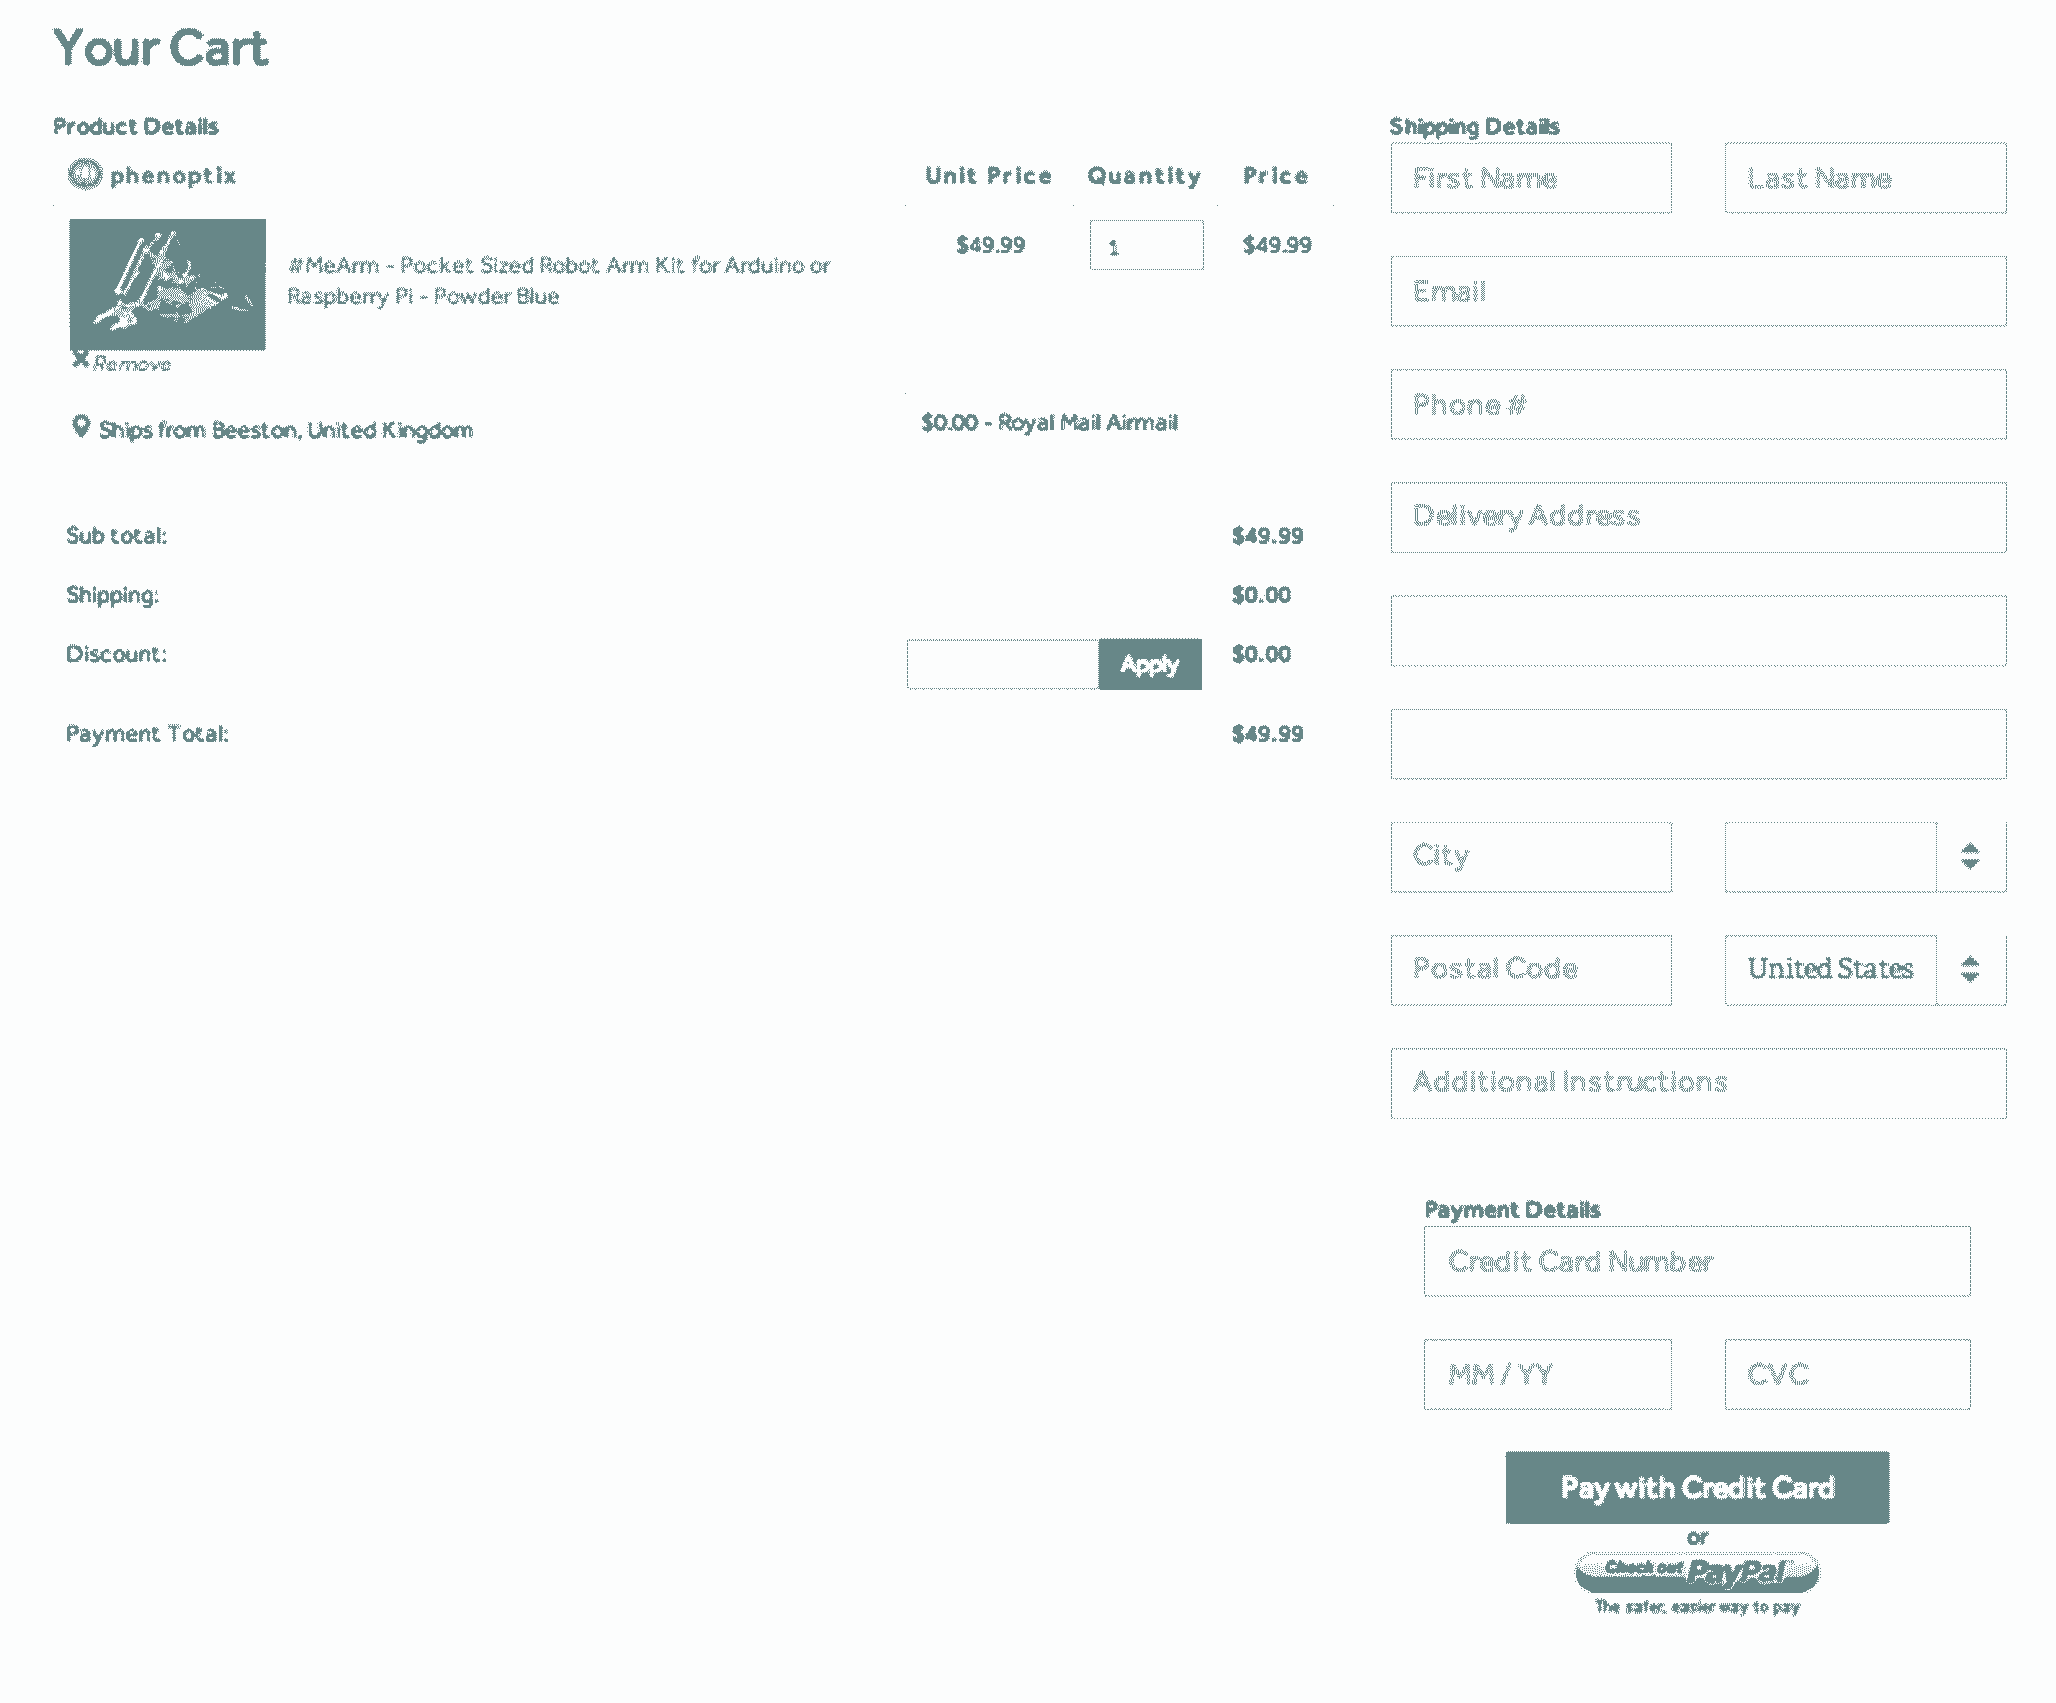 Your Cart
Product Details
phenoptix
Unit Price
Quantity
Price
#MeArm - Pocket Sized Robot Arm Kit for Arduino or
Raspberry Pi - Powder Blue
$49.99
1
$49.99
Remove
Ships from Beeston, United Kingdom
$0.00 - Royal Mail Airmail
Sub total:
$49.99
Shipping:
$0.00
Discount:
Apply
$0.00
Payment Total:
$49.99
Shipping Details
First Name
Last Name
Email
Phone #
Delivery Address
City
Postal Code
United States
Additional Instructions
Payment Details
Credit Card Number
MM / YY
CVC
Pay with Credit Card
or
Check out PayPal
The safer, easier way to pay